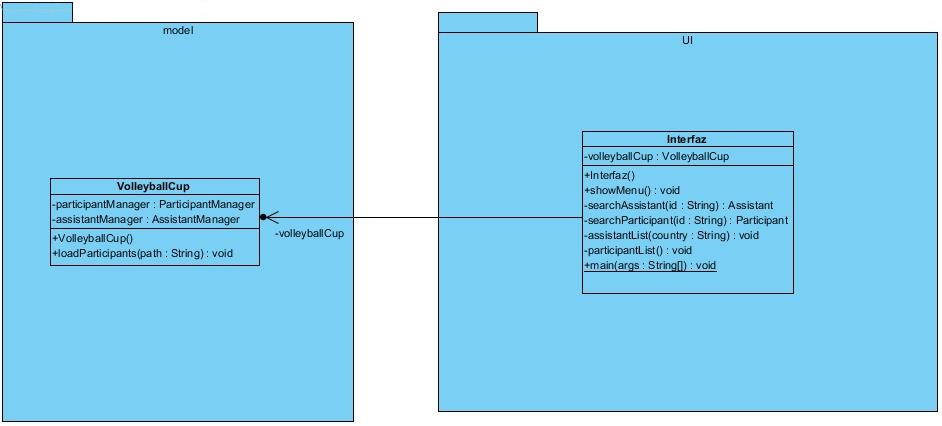 model
VolleyballCup
-participantManager : ParticipantManager
-assistantManager : AssistantManager
+VolleyballCup()
+loadParticipants(path : String) : void
-volleyballCup
UI
Interfaz
-volleyballCup : VolleyballCup
+Interfaz()
+showMenu() : void
-searchAssistant(id : String) : Assistant
-searchParticipant(id : String) : Participant
-assistantList(country : String) : void
-participantList() : void
+main(args : String[]) : void